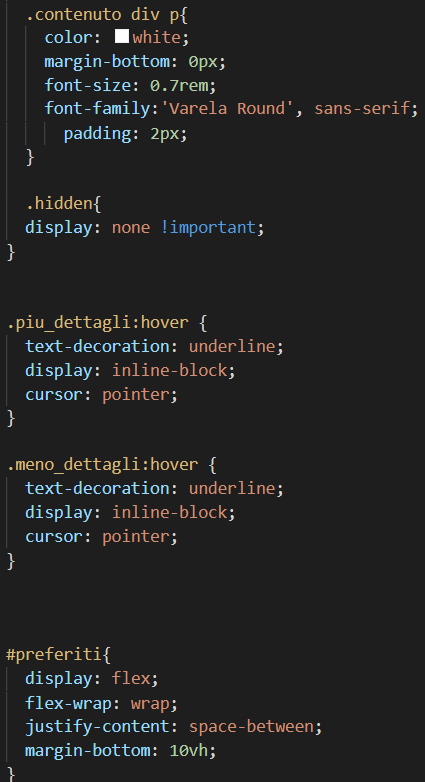 .contenuto div p{
color: white;
margin-bottom: 0px;
font-size: 0.7rem;
font-family:'Varela Round', sans-serif;
padding: 2px;
}
.hidden{
display: none !important;
}
.piu_dettagli:hover {
text-decoration: underline;
display: inline-block;
cursor: pointer;
}
.meno_dettagli:hover {
text-decoration: underline;
display: inline-block;
cursor: pointer;
}
#preferiti{
display: flex;
flex-wrap: wrap;
justify-content: space-between;
margin-bottom: 10vh;
}